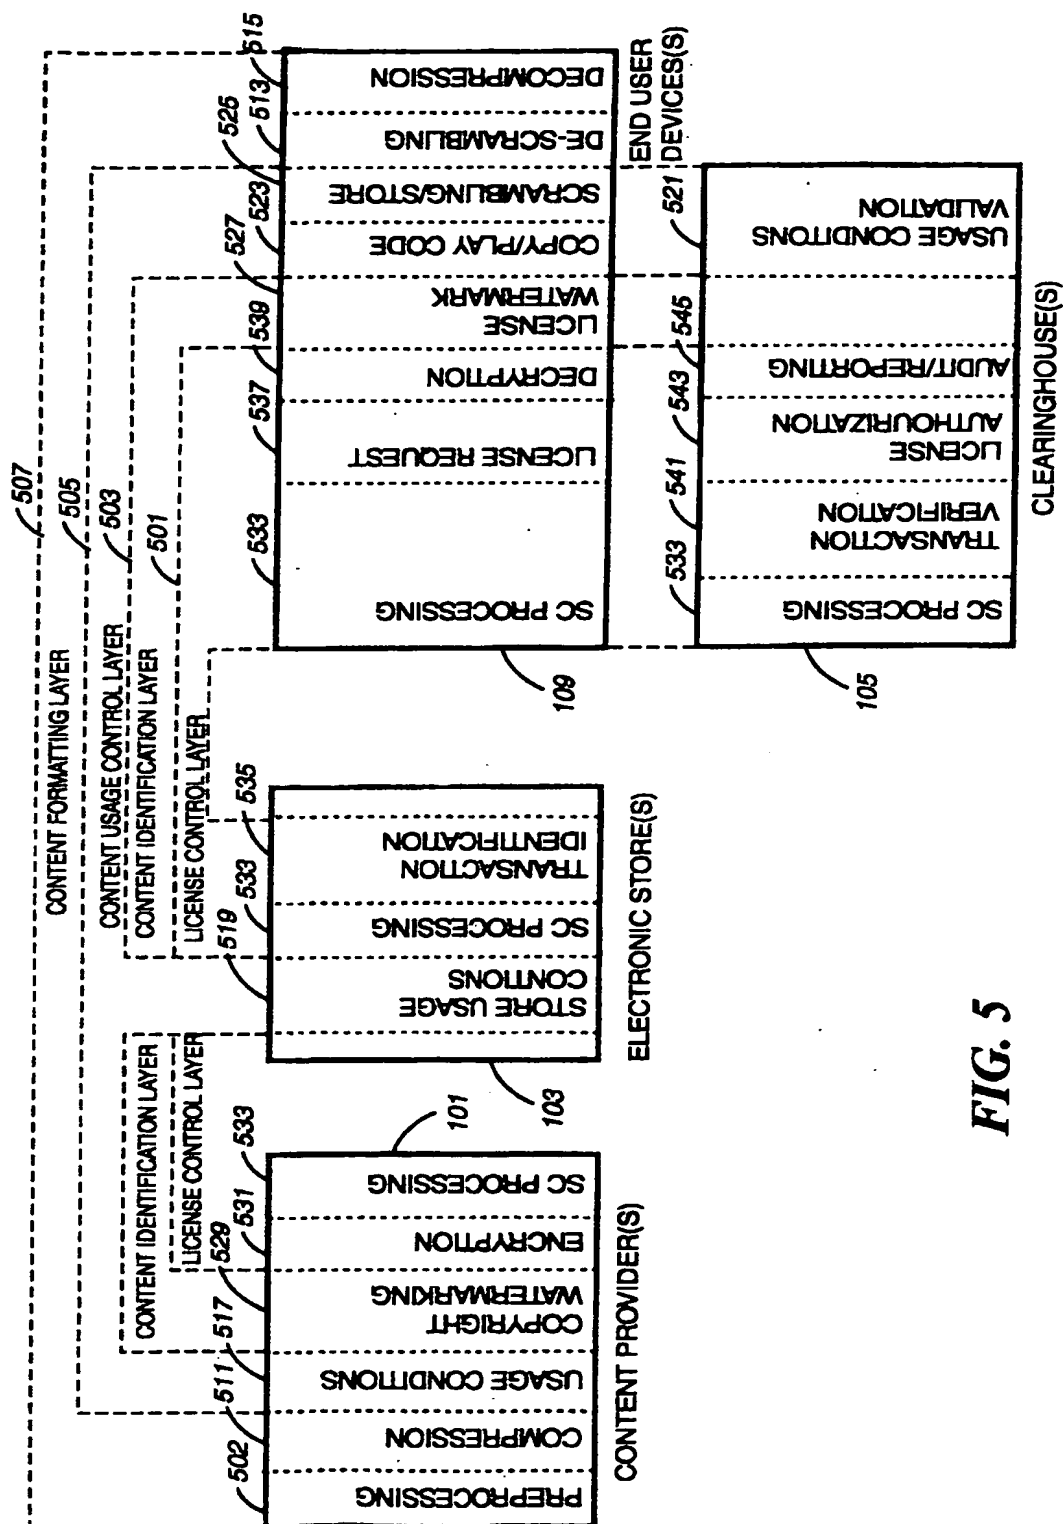 507
CONTENT FORMATTING LAYER
505
CONTENT USAGE CONTROL LAYER
503
CONTENT IDENTIFICATION LAYER
CONTENT IDENTIFICATION LAYER
501
LICENSE CONTROL LAYER
LICENSE CONTROL LAYER
502
511
517
529
531
533
PREPROCESSING
COMPRESSION
USAGE CONDITIONS
COPYRIGHT
WATERMARKING
ENCRYPTION
SC PROCESSING
101
CONTENT PROVIDER(S)
519
533
535
STORE USAGE
CONTIONS
SC PROCESSING
TRANSACTION
IDENTIFICATION
103
ELECTRONIC STORE(S)
533
537
539
527
523
525
513
515
SC PROCESSING
LICENSE REQUEST
DECRYPTION
LICENSE
WATERMARK
COPY/PLAY CODE
SCRAMBLING/STORE
DE-SCRAMBLING
DECOMPRESSION
109
END USER
DEVICES(S)
533
541
543
545
521
SC PROCESSING
TRANSACTION
VERIFICATION
LICENSE
AUTHOURIZATION
AUDIT/REPORTING
USAGE CONDITONS
VALIDATION
105
CLEARINGHOUSE(S)
FIG. 5